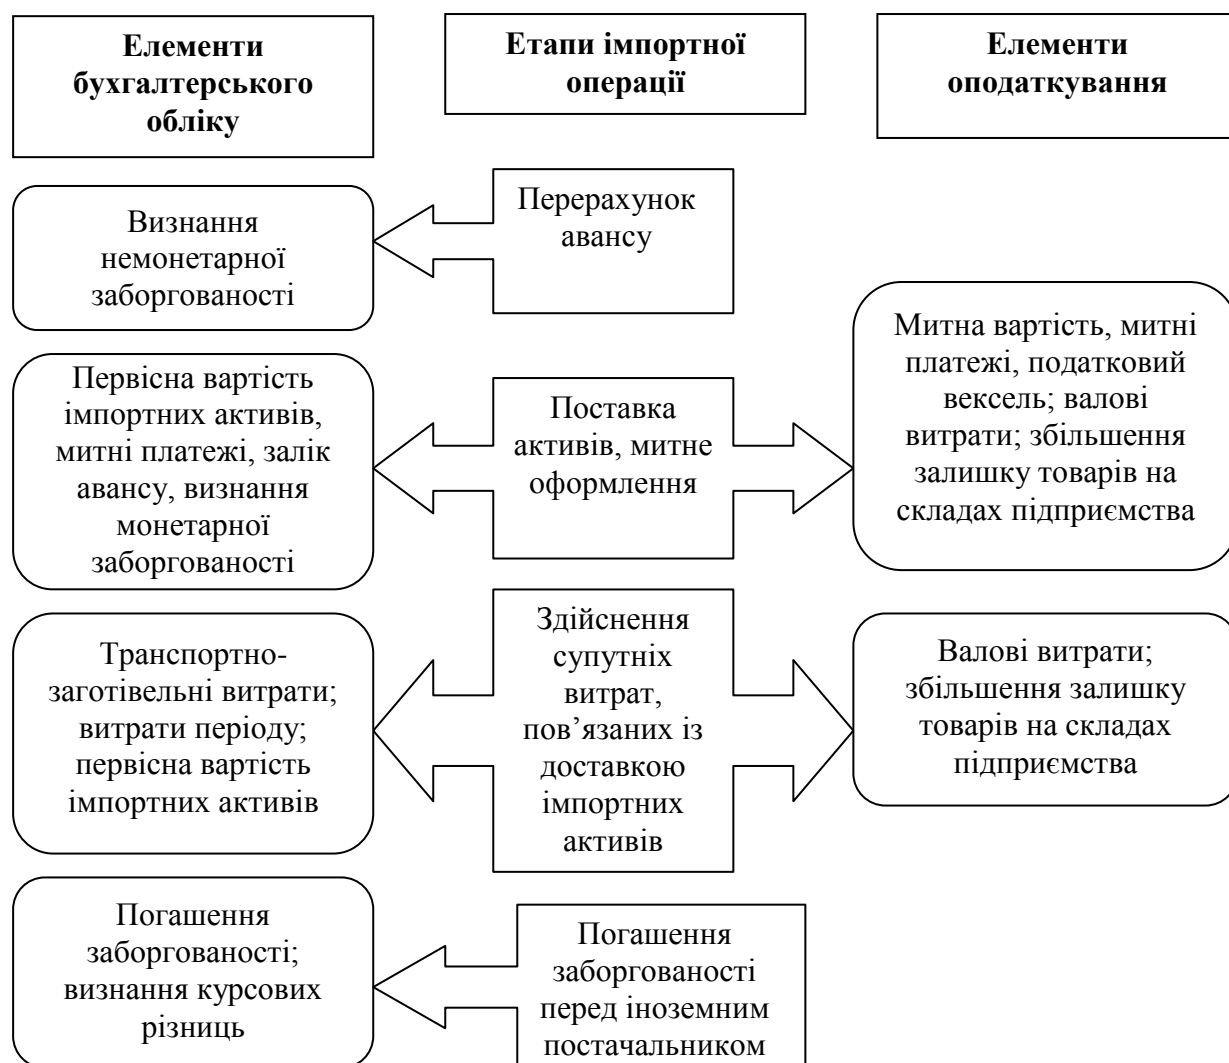 Елементи
бухгалтерського
обліку
Етапи імпортної
операції
Елементи
оподаткування
Визнання
немонетарної
заборгованості
Перерахунок
авансу
Первісна вартість
імпортних активів,
митні платежі, залік
авансу, визнання
монетарної
заборгованості
Поставка
активів, митне
оформлення
Митна вартість, митні
платежі, податковий
вексель; валові
витрати; збільшення
залишку товарів на
складах підприємства
Транспортно-
заготівельні витрати;
витрати періоду;
первісна вартість
імпортних активів
Здійснення
супутніх
витрат,
пов’язаних із
доставкою
імпортних
активів
Валові витрати;
збільшення залишку
товарів на складах
підприємства
Погашення
заборгованості;
визнання курсових
різниць
Погашення
заборгованості
перед іноземним
постачальником